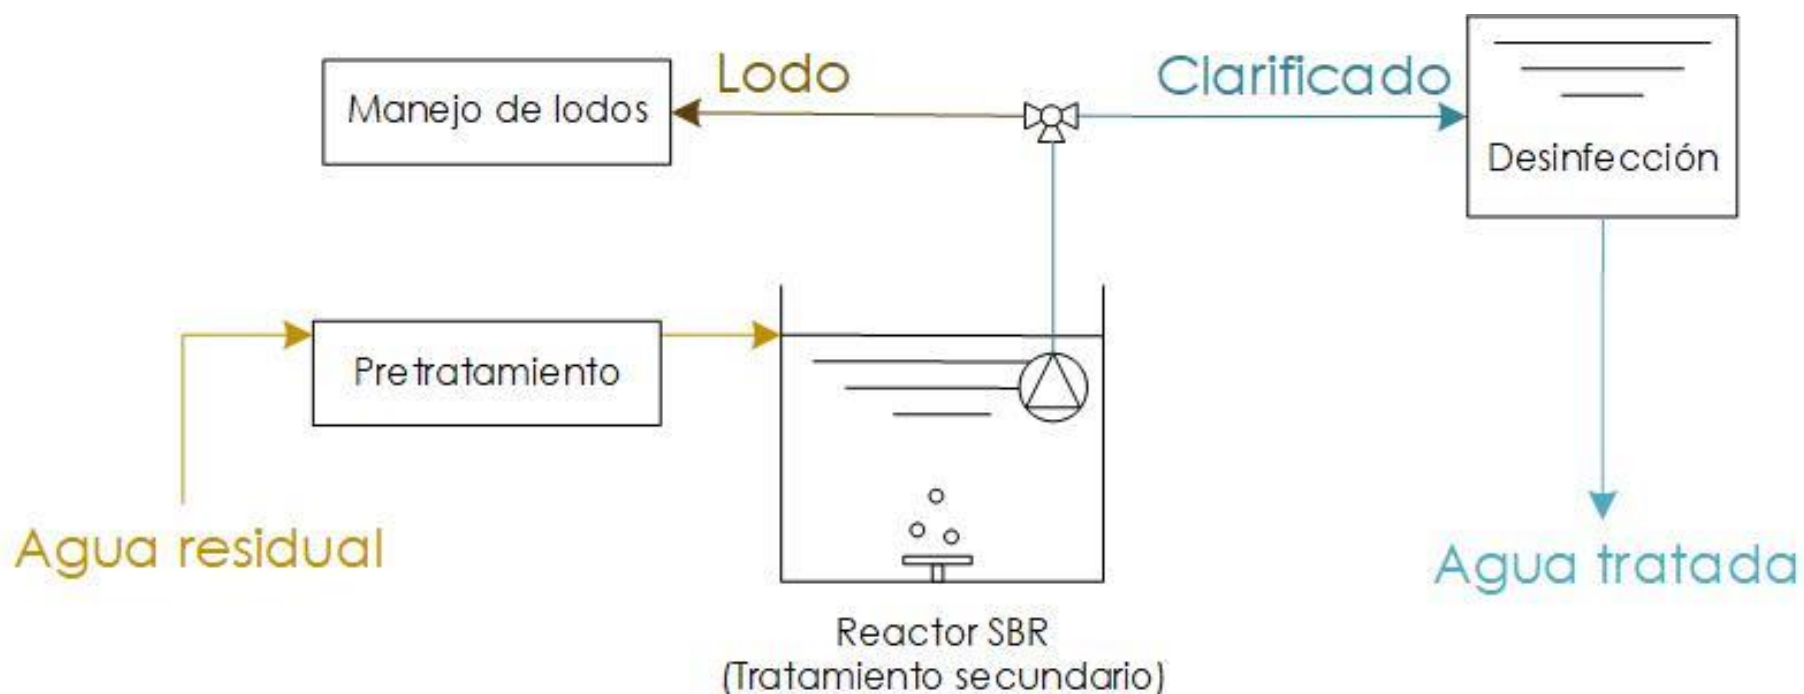 Lodo
Clarificado
Manejo de lodos
Desinfección
Pretratamiento
Agua residual
Agua tratada
Reactor SBR
(Tratamiento secundario)